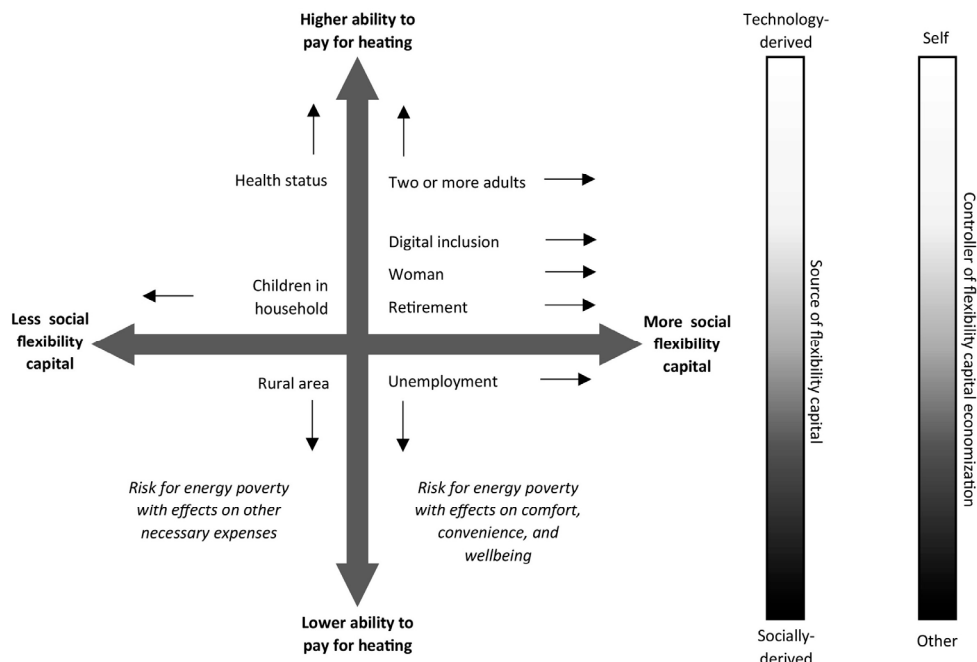 Higher ability to
pay for heating
Health status
Two or more adults
Digital inclusion
Woman
Children in
household
Retirement
Less social
flexibility
capital
More social
flexibility
capital
Rural area
Unemployment
Risk for energy poverty
with effects on other
necessary expenses
Risk for energy poverty
with effects on comfort,
convenience, and
wellbeing
Lower ability to
pay for heating
Technology-
derived
Source of flexibility capital
Socially-
derived
Self
Controller of flexibility capital economization
Other